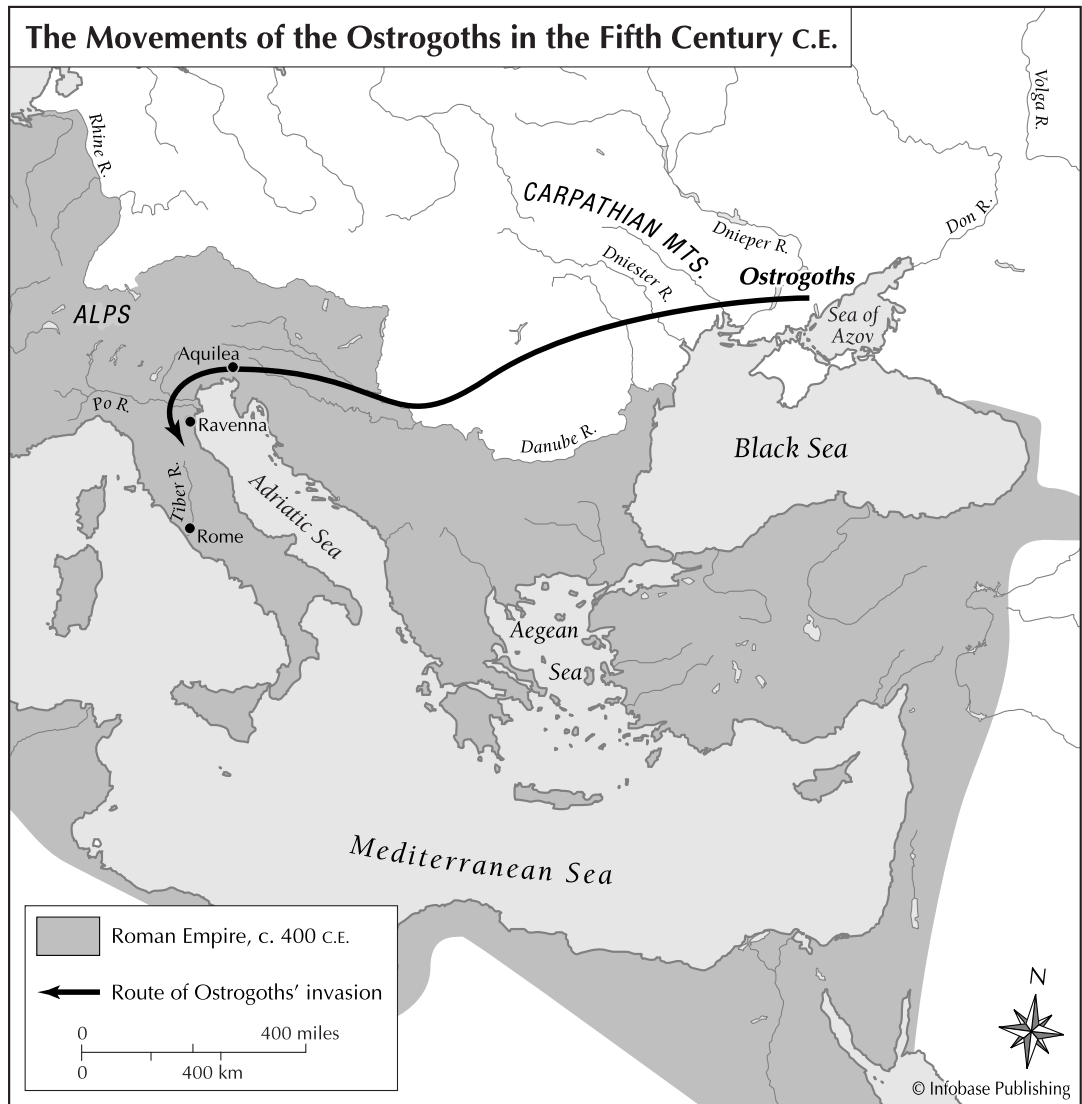 The Movements of the Ostrogoths in the Fifth Century C.E.
Volga R.
Rhine R.
CARPATHIAN MTS.
Don R.
Dnieper R.
Dniester R.
Ostrogoths
ALPS
Sea of
Azov
Aquilea
Po R.
Ravenna
Danube R.
Black Sea
Tiber R.
Adriatic Sea
Rome
Aegean
Sea
Mediterranean Sea
Roman Empire, c. 400 C.E.
Route of Ostrogoths' invasion
0 400 miles
0 400 km
N
© Infobase Publishing